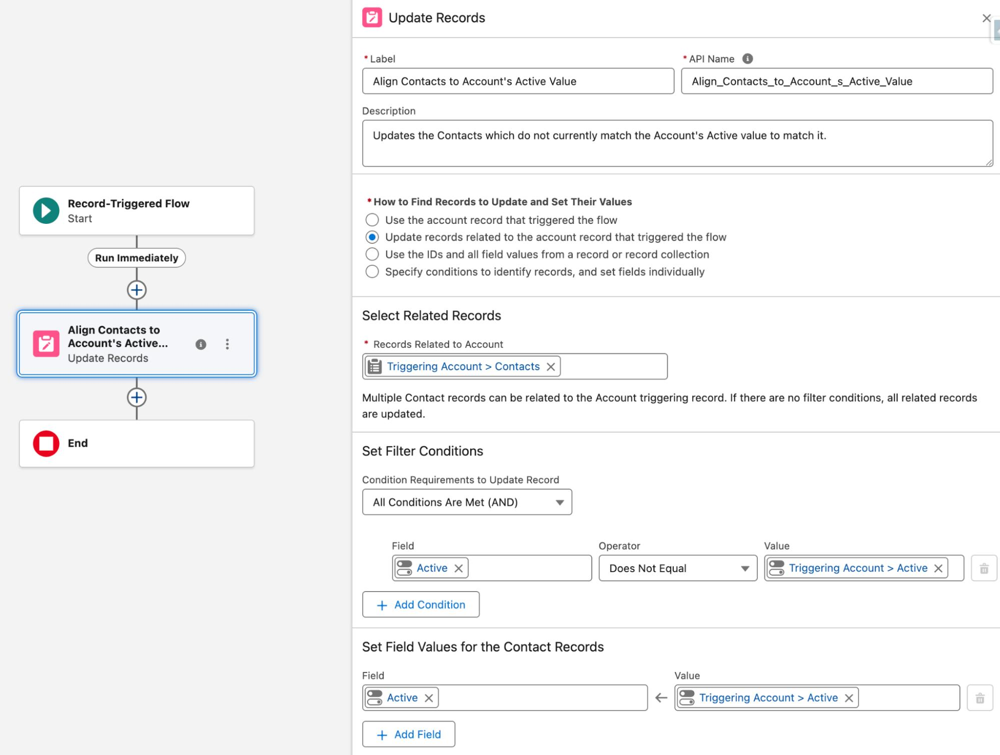 Record-Triggered Flow
Start
Run Immediately
Align Contacts to
Account's Active...
Update Records
End
Update Records
* Label
Align Contacts to Account's Active Value
* API Name
Align_Contacts_to_Account_s_Active_Value
Description
Updates the Contacts which do not currently match the Account's Active value to match it.
* How to Find Records to Update and Set Their Values
Use the account record that triggered the flow
Update records related to the account record that triggered the flow
Use the IDs and all field values from a record or record collection
Specify conditions to identify records, and set fields individually
Select Related Records
* Records Related to Account
Triggering Account > Contacts
Multiple Contact records can be related to the Account triggering record. If there are no filter conditions, all related records
are updated.
Set Filter Conditions
Condition Requirements to Update Record
All Conditions Are Met (AND)
Field Operator Value
Active Does Not Equal Triggering Account > Active
+ Add Condition
Set Field Values for the Contact Records
Field Value
Active ← Triggering Account > Active
+ Add Field